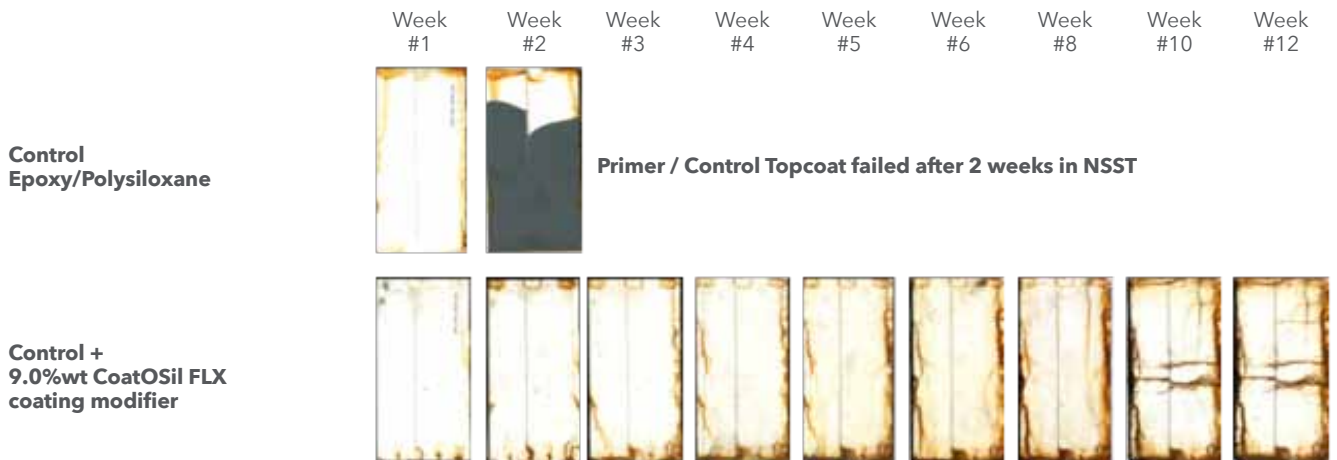 Week Week Week Week Week Week Week Week Week
#1 #2 #3 #4 #5 #6 #8 #10 #12
Control
Epoxy/Polysiloxane
Primer / Control Topcoat failed after 2 weeks in NSST
Control +
9.0%wt CoatOSil FLX
coating modifier